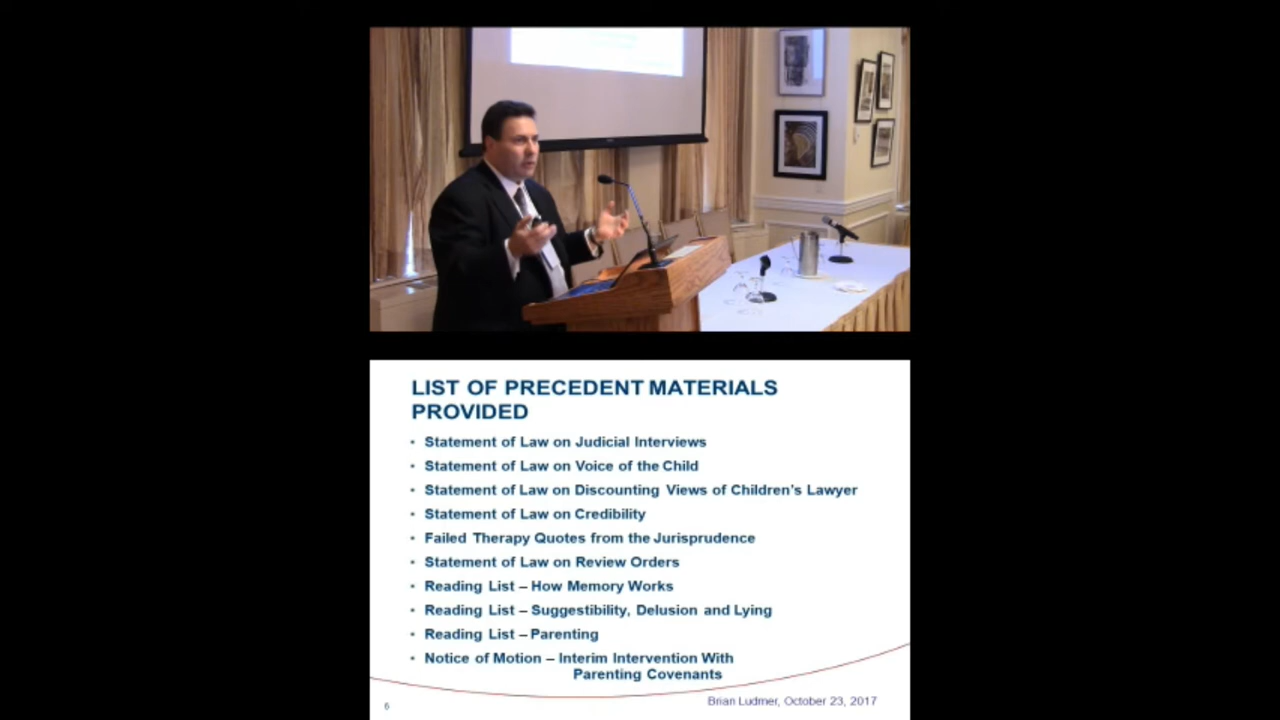 LIST OF PRECEDENT MATERIALS
PROVIDED
• Statement of Law on Judicial Interviews
• Statement of Law on Voice of the Child
• Statement of Law on Discounting Views of Children's Lawyer
• Statement of Law on Credibility
• Failed Therapy Quotes from the Jurisprudence
• Statement of Law on Review Orders
• Reading List – How Memory Works
• Reading List – Suggestibility, Delusion and Lying
• Reading List – Parenting
• Notice of Motion – Interim Intervention With
Parenting Covenants
6
Brian Ludmer, October 23, 2017